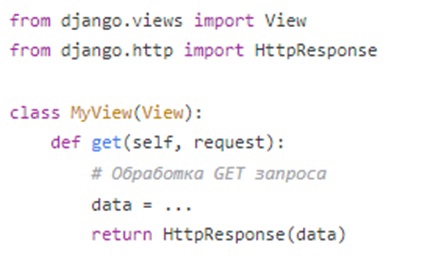 from django.views import View
from django.http import HttpResponse
class MyView(View):
def get(self, request):
# Обработка GET запроса
data = ...
return HttpResponse(data)